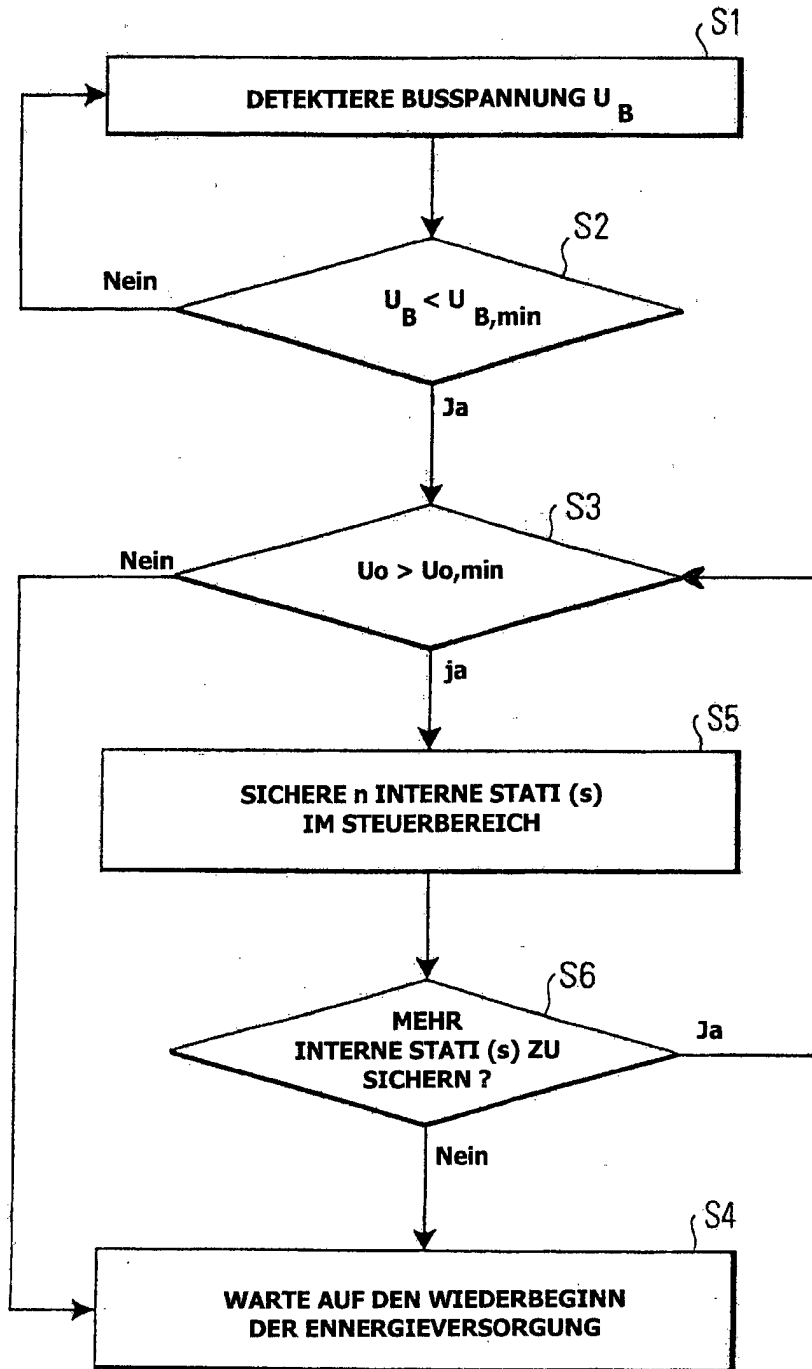 S1
DETEKTIERE BUSSPANNUNG U B
S2
Nein
U B < U B,min
Ja
S3
Nein
Uo > Uo,min
ja
S5
SICHERE n INTERNE STATI (s)
IM STEUERBEREICH
S6
MEHR
INTERNE STATI (s) ZU
SICHERN ?
Ja
Nein
S4
WARTE AUF DEN WIEDERBEGINN
DER ENNERGIEVERSORGUNG